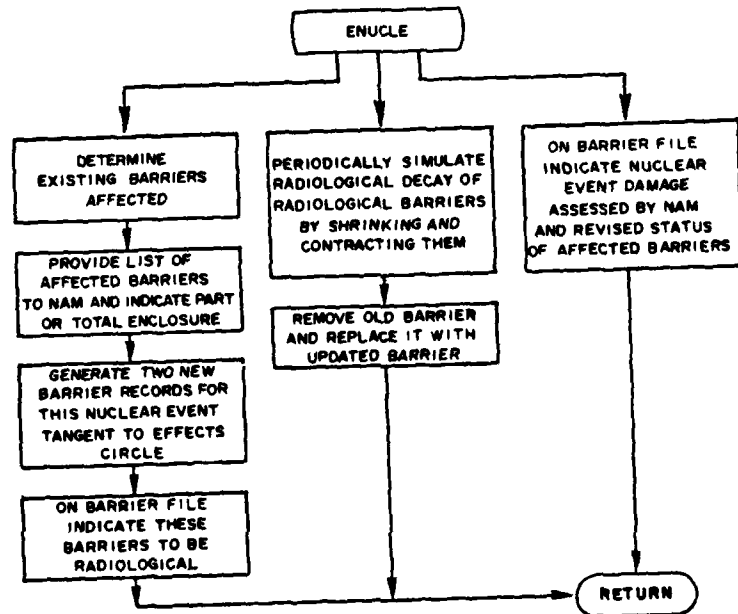 ENUCLE
DETERMINE
EXISTING BARRIERS
AFFECTED
PROVIDE LIST OF
AFFECTED BARRIERS
TO NAM AND INDICATE PART
OR TOTAL ENCLOSURE
GENERATE TWO NEW
BARRIER RECORDS FOR
THIS NUCLEAR EVENT
TANGENT TO EFFECTS
CIRCLE
ON BARRIER FILE
INDICATE THESE
BARRIERS TO BE
RADIOLOGICAL
PERIODICALLY SIMULATE
RADIOLOGICAL DECAY OF
RADIOLOGICAL BARRIERS
BY SHRINKING AND
CONTRACTING THEM
REMOVE OLD BARRIER
AND REPLACE IT WITH
UPDATED BARRIER
ON BARRIER FILE
INDICATE NUCLEAR
EVENT DAMAGE
ASSESSED BY NAM
AND REVISED STATUS
OF AFFECTED BARRIERS
RETURN